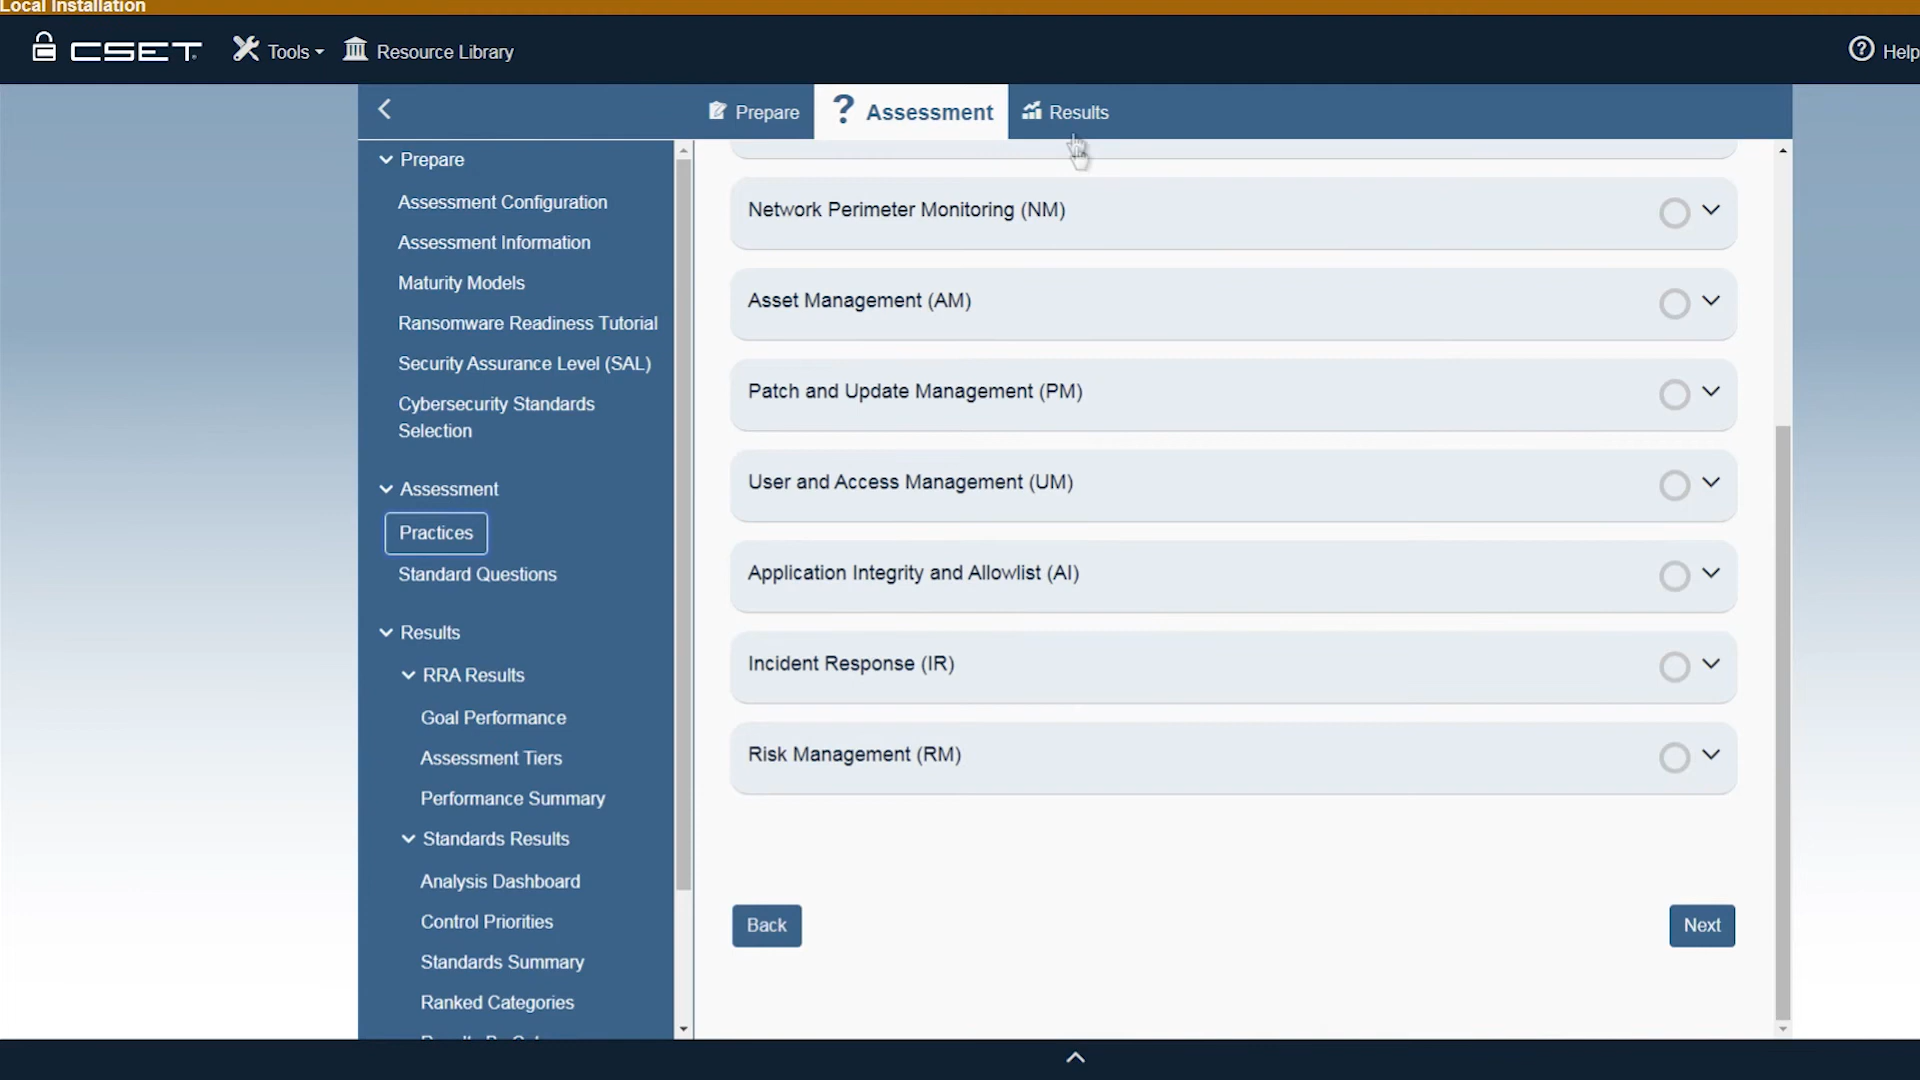 Local Installation
CSET
Tools
Resource Library
Help
Prepare
Assessment
Results
Prepare
Assessment Configuration
Assessment Information
Maturity Models
Ransomware Readiness Tutorial
Security Assurance Level (SAL)
Cybersecurity Standards
Selection
Assessment
Practices
Standard Questions
Results
RRA Results
Goal Performance
Assessment Tiers
Performance Summary
Standards Results
Analysis Dashboard
Control Priorities
Standards Summary
Ranked Categories
Network Perimeter Monitoring (NM)
Asset Management (AM)
Patch and Update Management (PM)
User and Access Management (UM)
Application Integrity and Allowlist (AI)
Incident Response (IR)
Risk Management (RM)
Back
Next